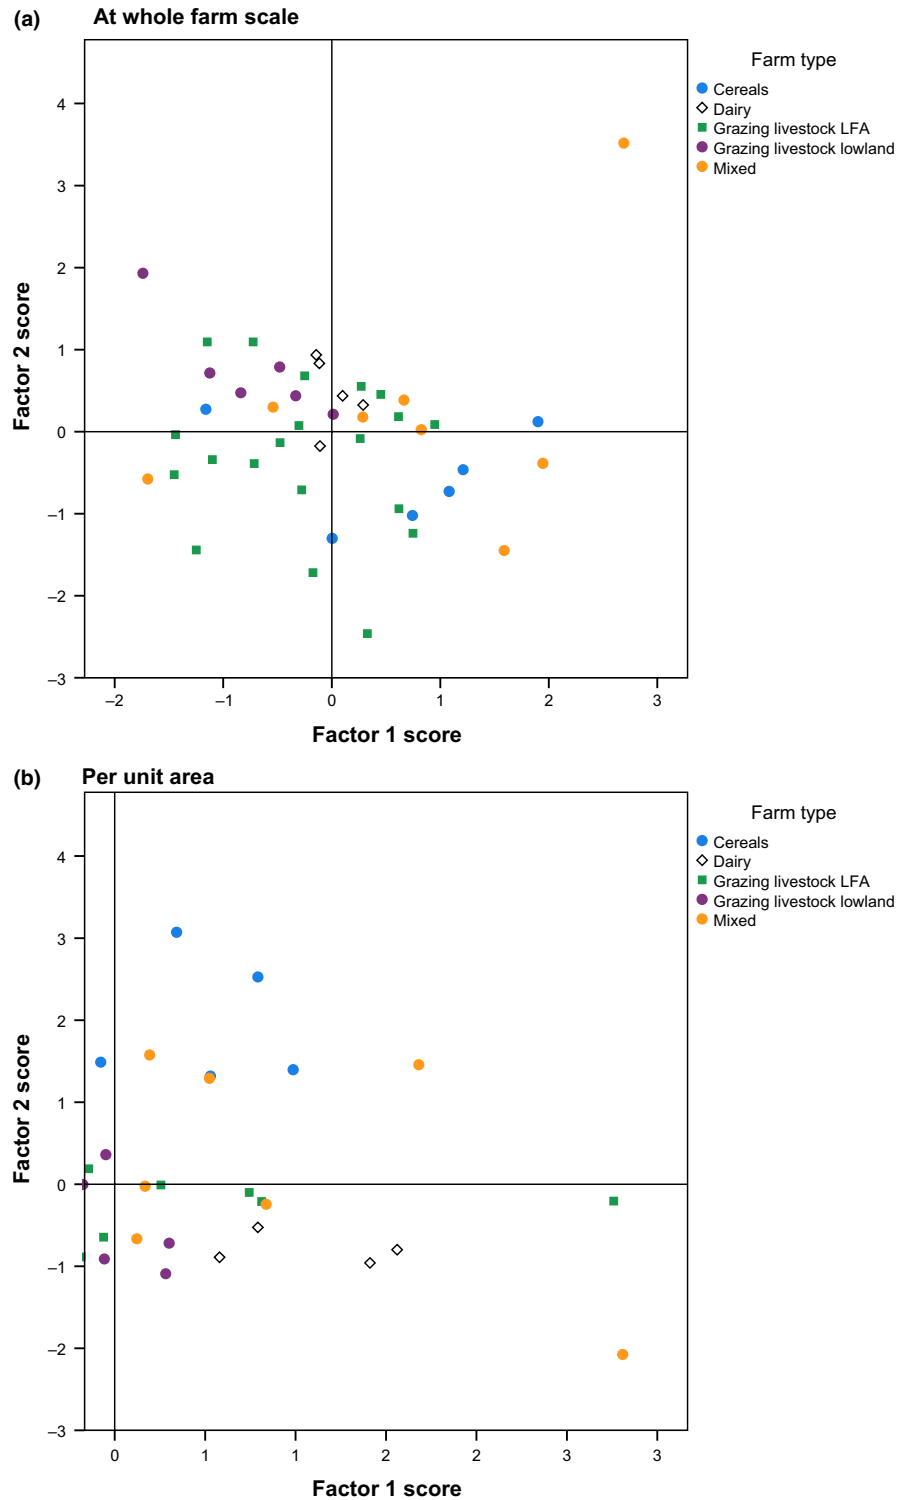 (a) At whole farm scale
Farm type
Cereals
Dairy
Grazing livestock LFA
Grazing livestock lowland
Mixed
4
3
2
1
0
–1
–2
–3
Factor 2 score
–2 –1 0 1 2 3
Factor 1 score
(b) Per unit area
Farm type
Cereals
Dairy
Grazing livestock LFA
Grazing livestock lowland
Mixed
4
3
2
1
0
–1
–2
–3
Factor 2 score
0 1 1 2 2 3 3
Factor 1 score